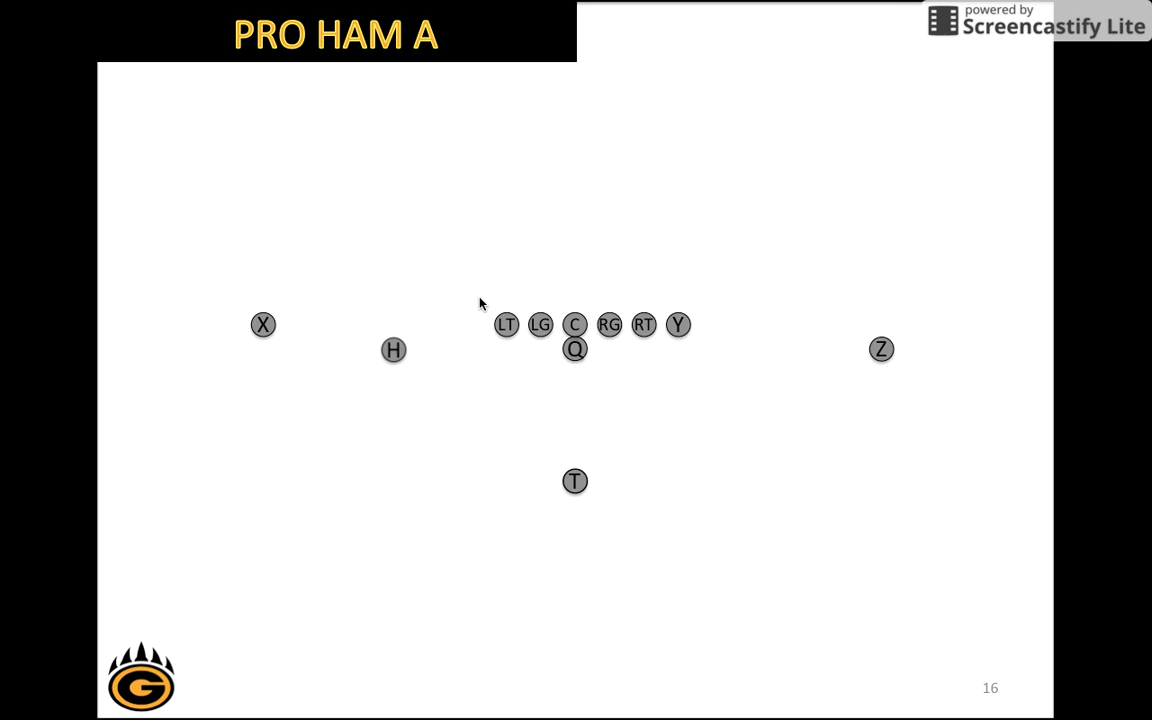 PRO HAM A
powered by
Screencastify Lite
X LT LG C RG RT Y
H Q Z
T
G
16